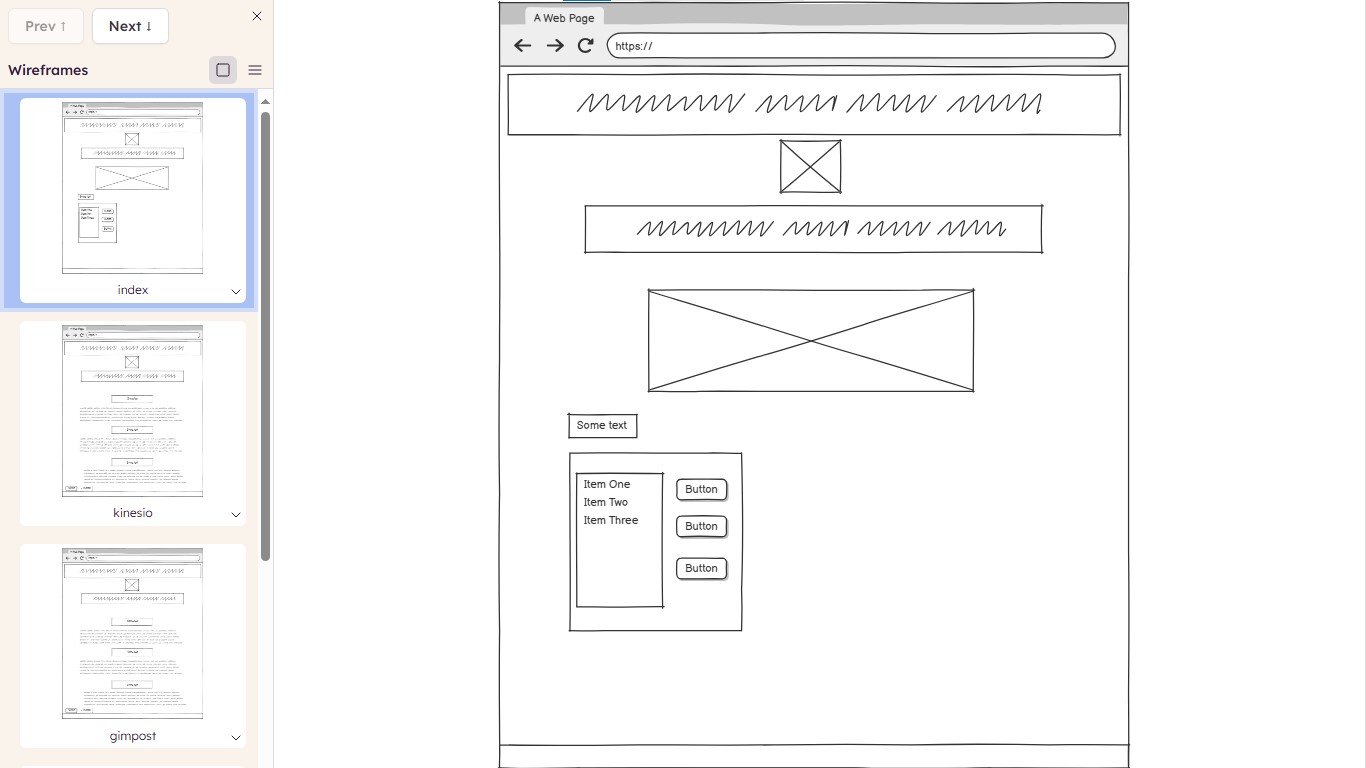 Prev ↑
Next ↓
Wireframes
index
kinesio
gimpost
A Web Page
https://
Some text
Item One
Item Two
Item Three
Button
Button
Button